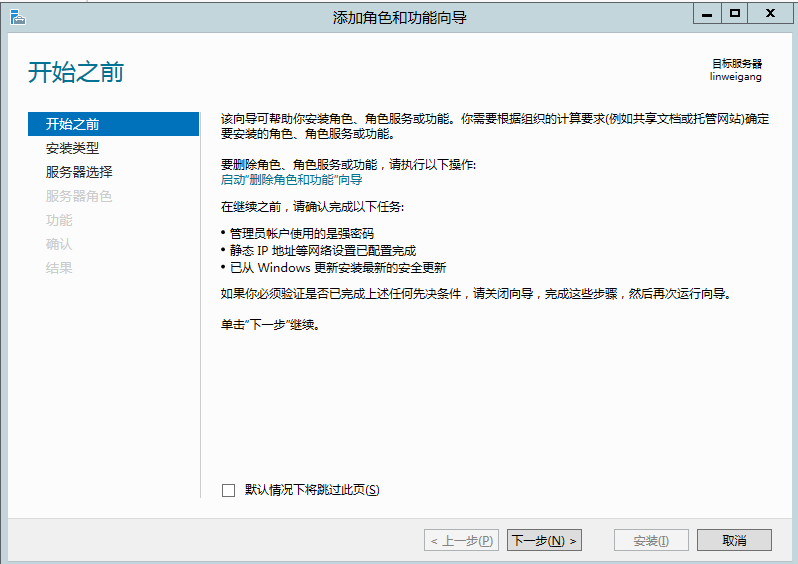 添加角色和功能向导
开始之前
目标服务器
linweigang
开始之前
安装类型
服务器选择
服务器角色
功能
确认
结果
该向导可帮助你安装角色、角色服务或功能。你需要根据组织的计算要求(例如共享文档或托管网站)确定
要安装的角色、角色服务或功能。
要删除角色、角色服务或功能，请执行以下操作:
启动"删除角色和功能"向导
在继续之前，请确认完成以下任务:
• 管理员帐户使用的是强密码
• 静态 IP 地址等网络设置已配置完成
• 已从 Windows 更新安装最新的安全更新
如果你必须验证是否已完成上述任何先决条件，请关闭向导，完成这些步骤，然后再次运行向导。
单击"下一步"继续。
默认情况下将跳过此页(S)
< 上一步(P)
下一步(N) >
安装(I)
取消